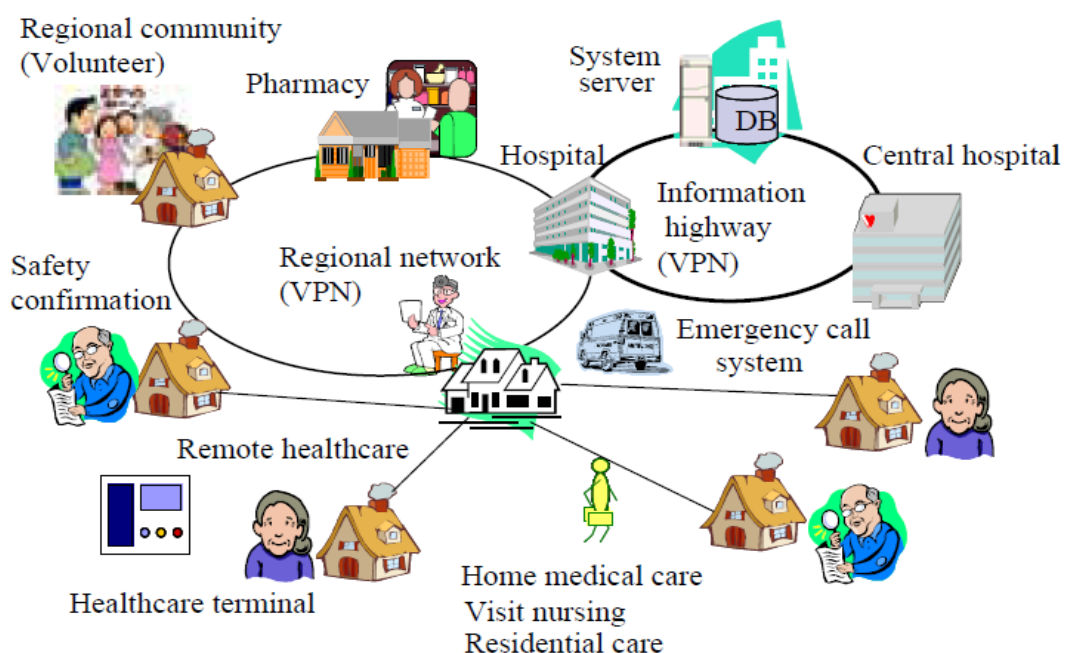 Regional community
(Volunteer)
Pharmacy
System
server
DB
Hospital
Central hospital
Information
highway
(VPN)
Regional network
(VPN)
Safety
confirmation
Emergency call
system
Remote healthcare
Healthcare terminal
Home medical care
Visit nursing
Residential care